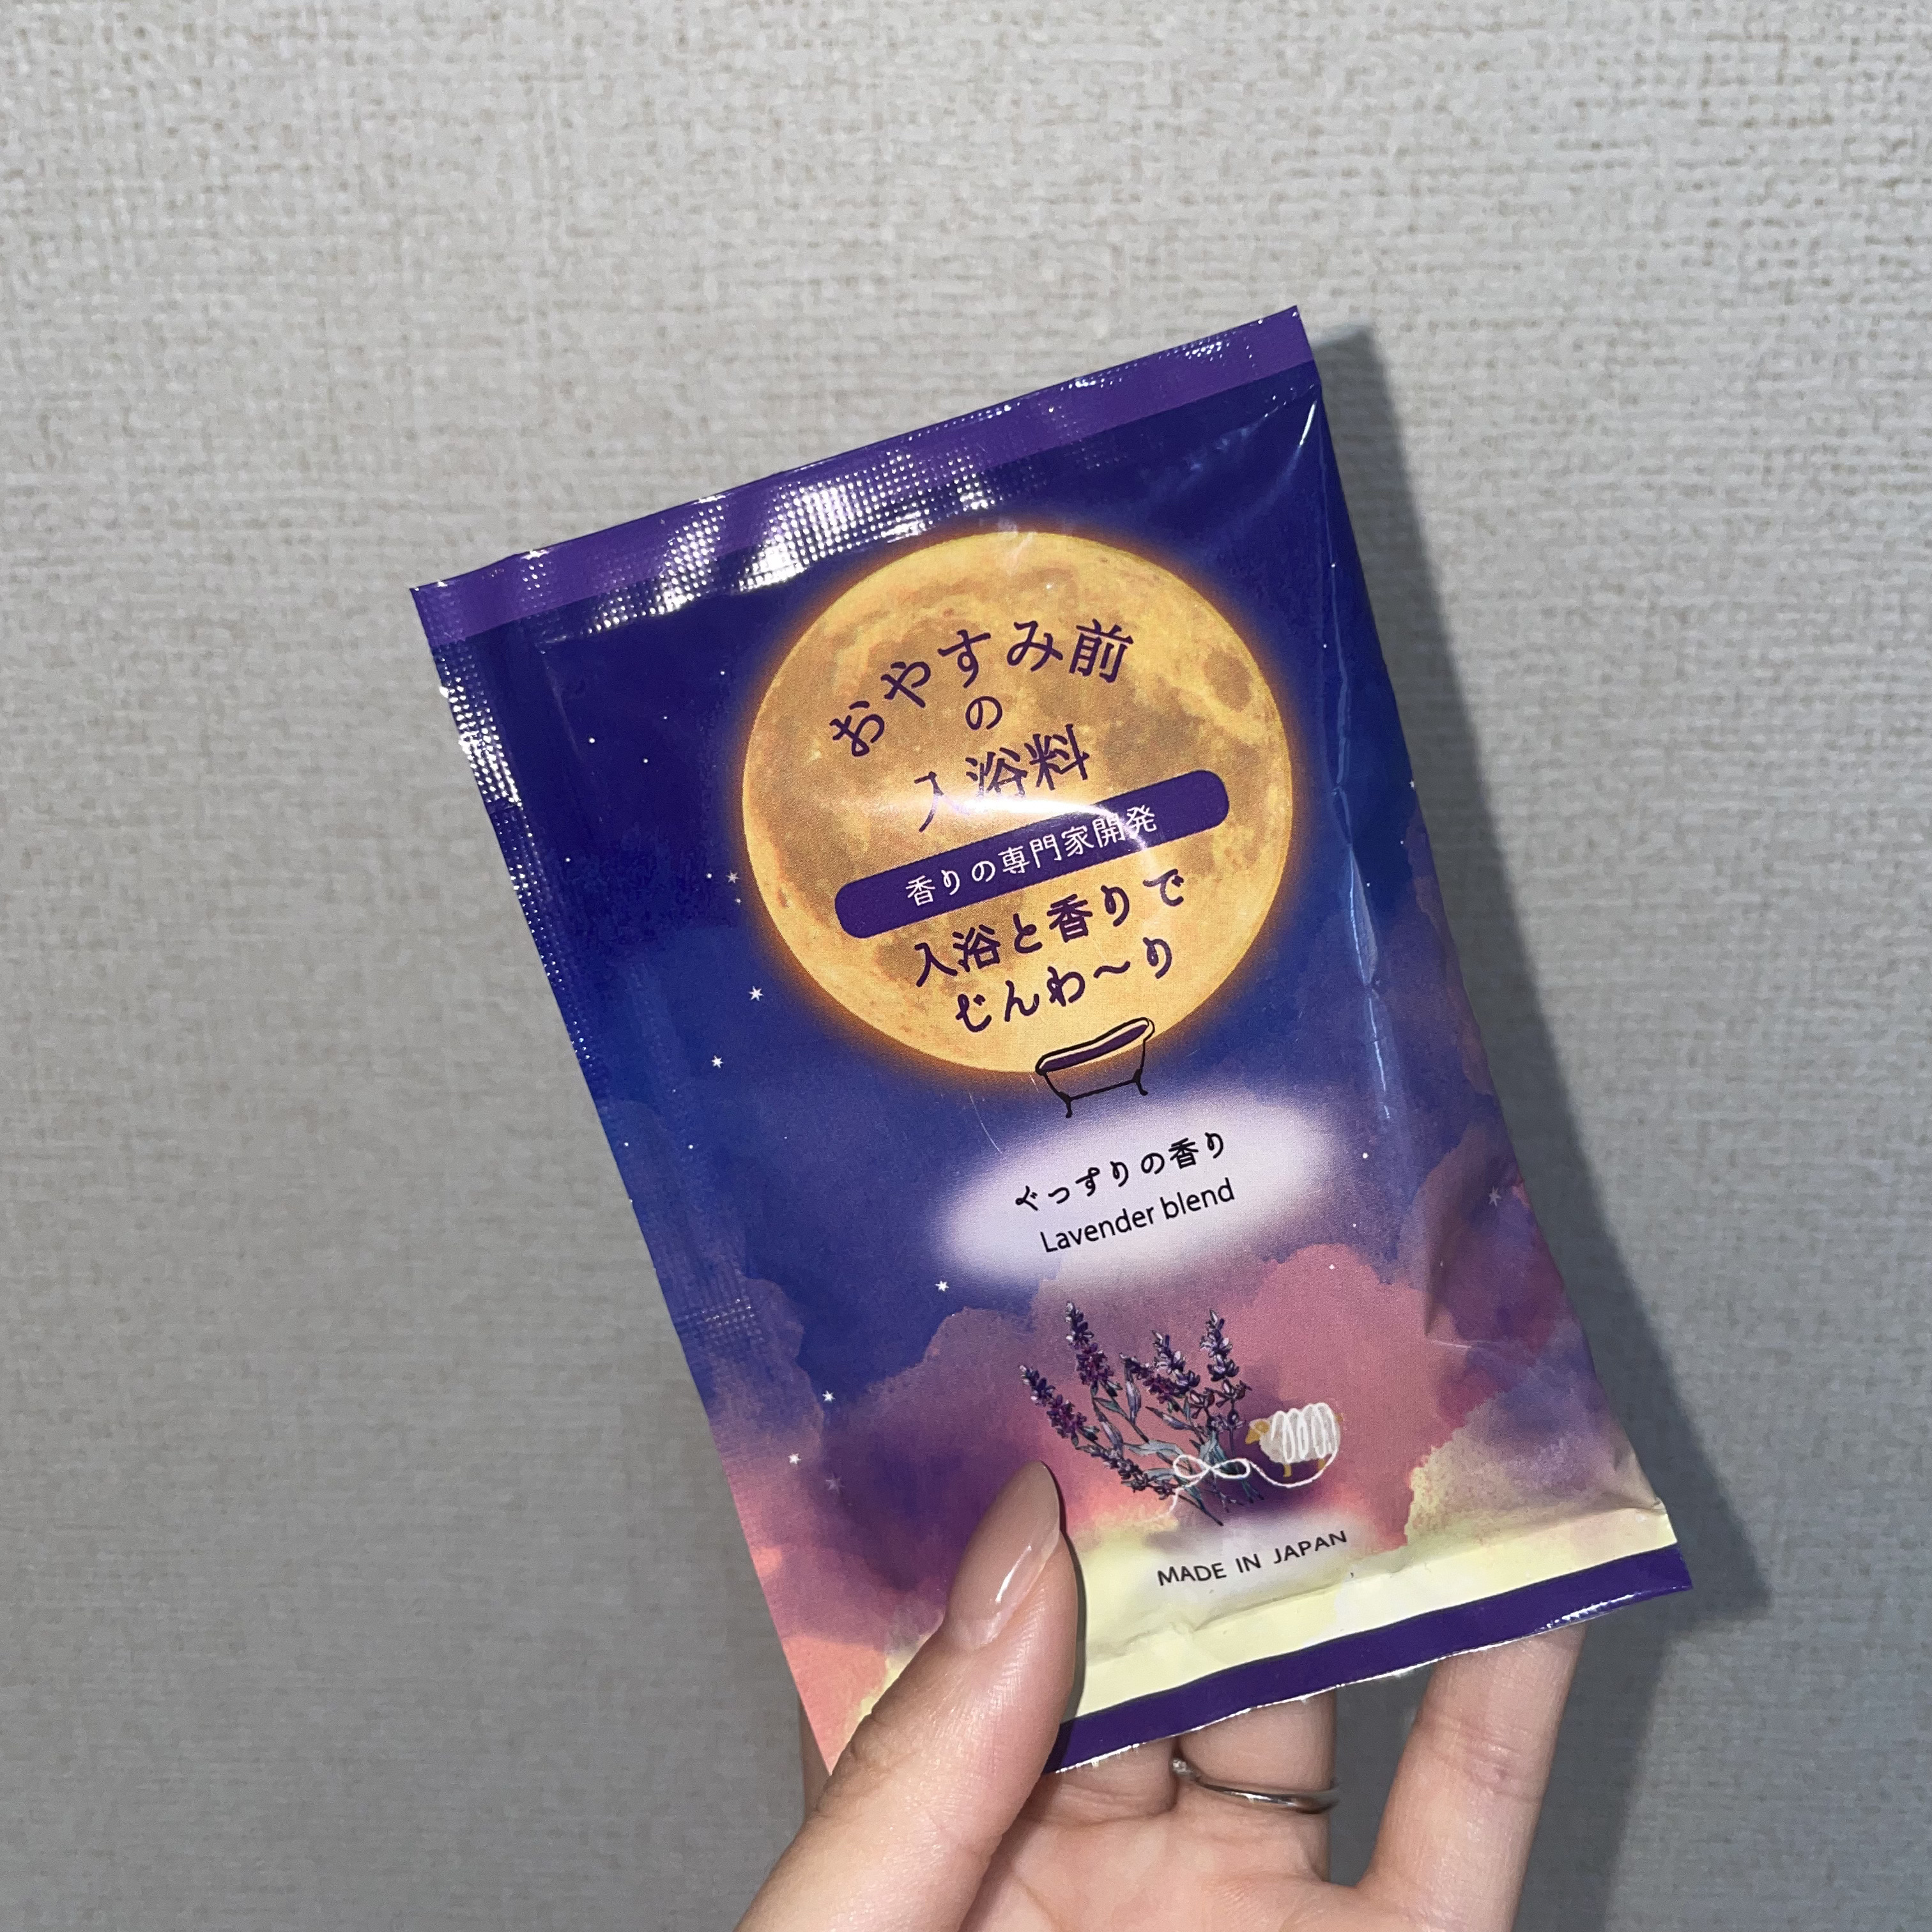 おやすみ前
の
入浴料
香りの専門家開発
入浴と香りで
じんわ〜り
ぐっすりの香り
Lavender blend
MADE IN JAPAN